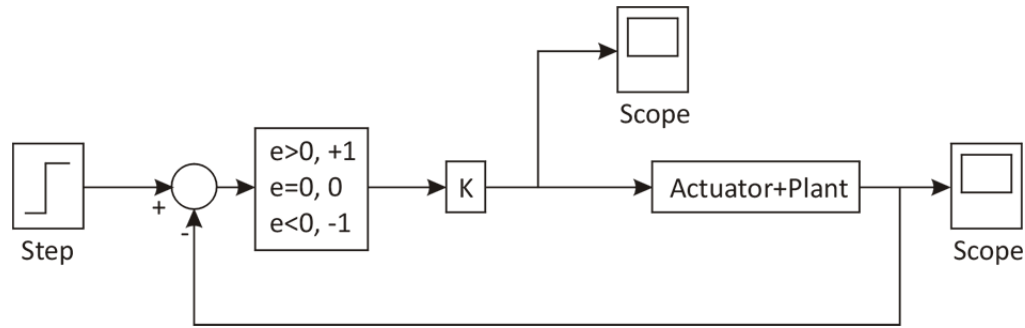 Scope
e>0, +1
e=0, 0
e<0, -1
K
Actuator+Plant
+
-
Step
Scope